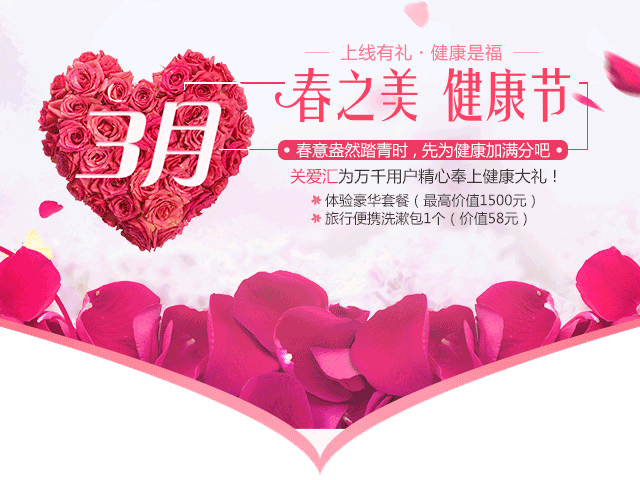 上线有礼·健康是福
春之美 健康节
3月
春意盎然踏青时，先为健康加满分吧
关爱汇为万千用户精心奉上健康大礼！
体验豪华套餐（最高价值1500元）
旅行便携洗漱包1个（价值58元）